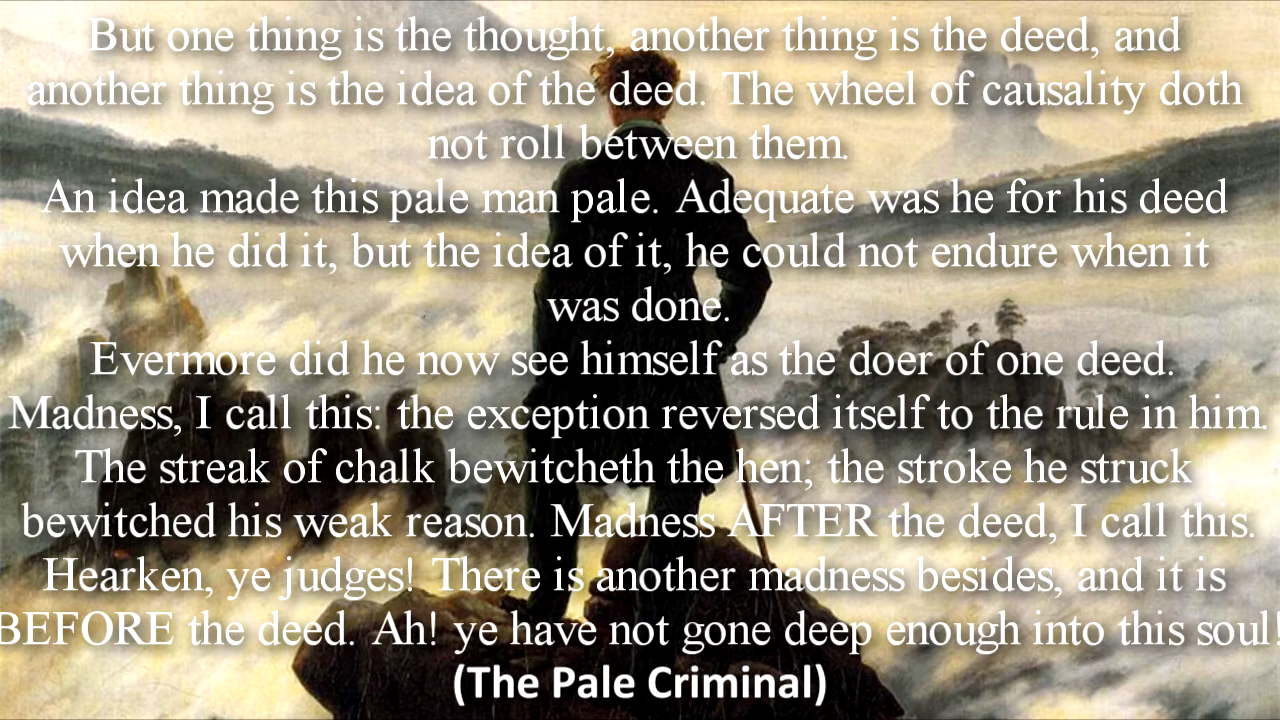 But one thing is the thought, another thing is the deed, and
another thing is the idea of the deed. The wheel of causality doth
not roll between them.
An idea made this pale man pale. Adequate was he for his deed
when he did it, but the idea of it, he could not endure when it
was done.
Evermore did he now see himself as the doer of one deed.
Madness, I call this: the exception reversed itself to the rule in him.
The streak of chalk bewitcheth the hen; the stroke he struck
bewitched his weak reason. Madness AFTER the deed, I call this.
Hearken, ye judges! There is another madness besides, and it is
BEFORE the deed. Ah! ye have not gone deep enough into this soul!
(The Pale Criminal)